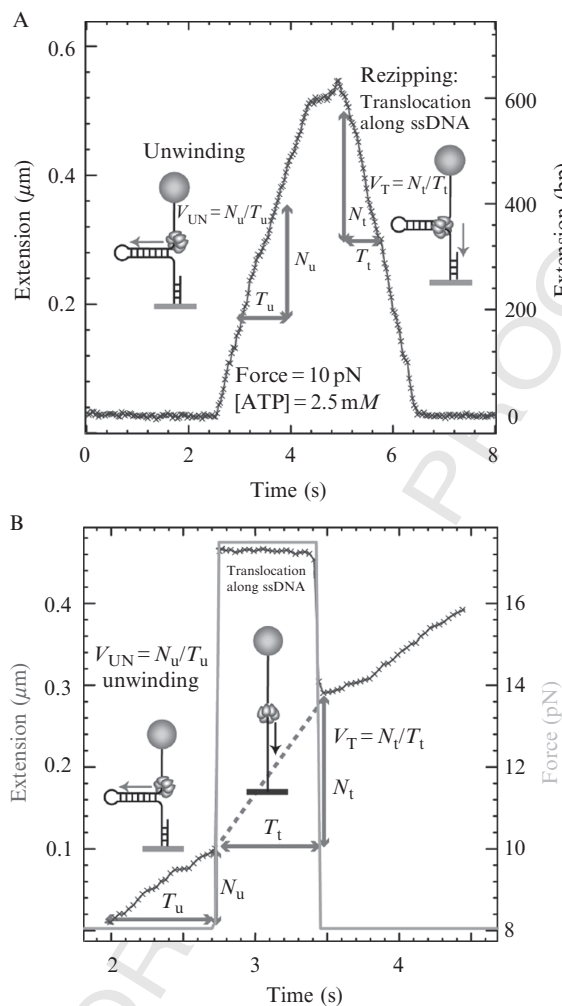 A
Extension (μm)
0.6
0.4
0.2
Unwinding
V_UN = N_u/T_u
T_u
N_u
Force = 10 pN
[ATP] = 2.5 mM
Rezipping:
Translocation
along ssDNA
V_T = N_t/T_t
N_t
T_t
600
400
200
0
Extension (bp)
0 2 4 6 8
Time (s)
B
Extension (μm)
0.4
0.3
0.2
0.1
V_UN = N_u/T_u
unwinding
T_u
N_u
Translocation
along ssDNA
T_t
V_T = N_t/T_t
N_t
16
14
12
10
8
Force (pN)
2 3 4
Time (s)
PROO